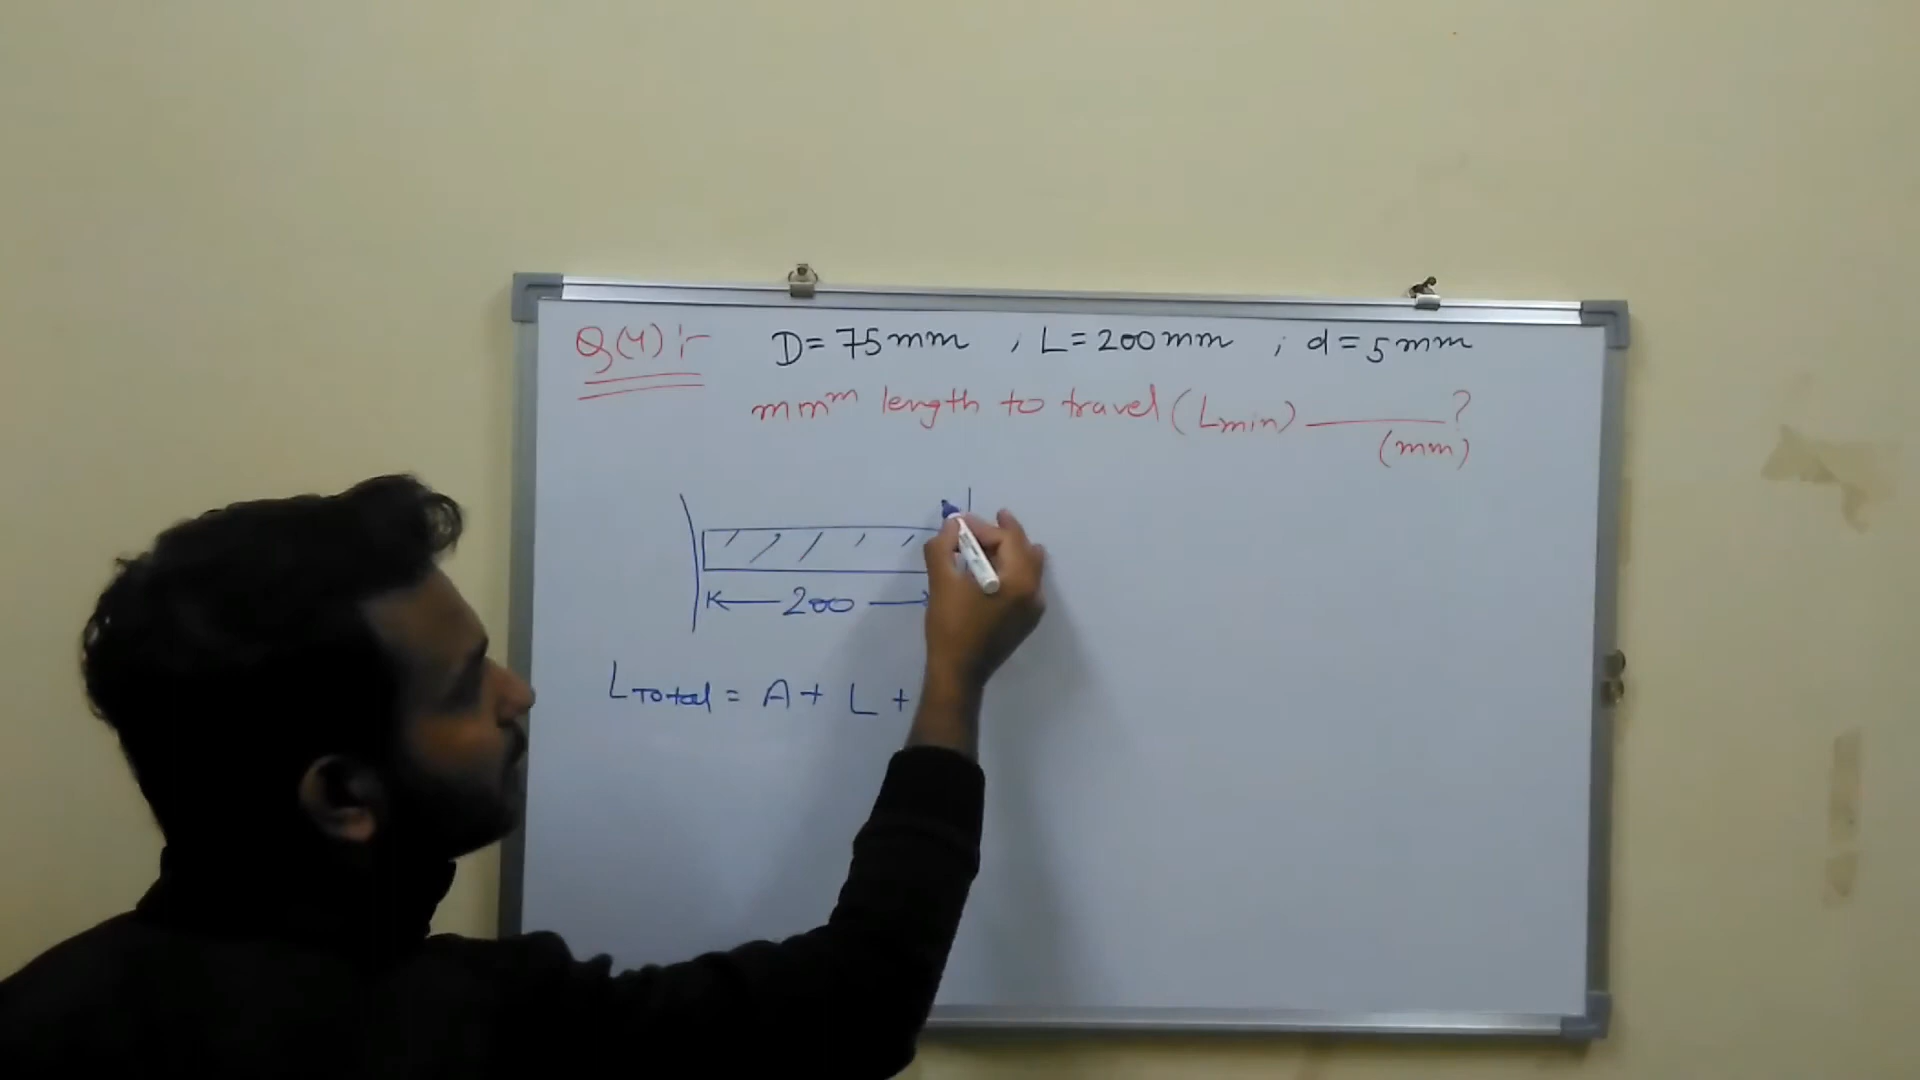 Q(4) :-
D = 75 mm , L = 200 mm ; d = 5 mm
mmᵐ length to travel (Lmin) ______?
(mm)
200
LTotal = A + L +